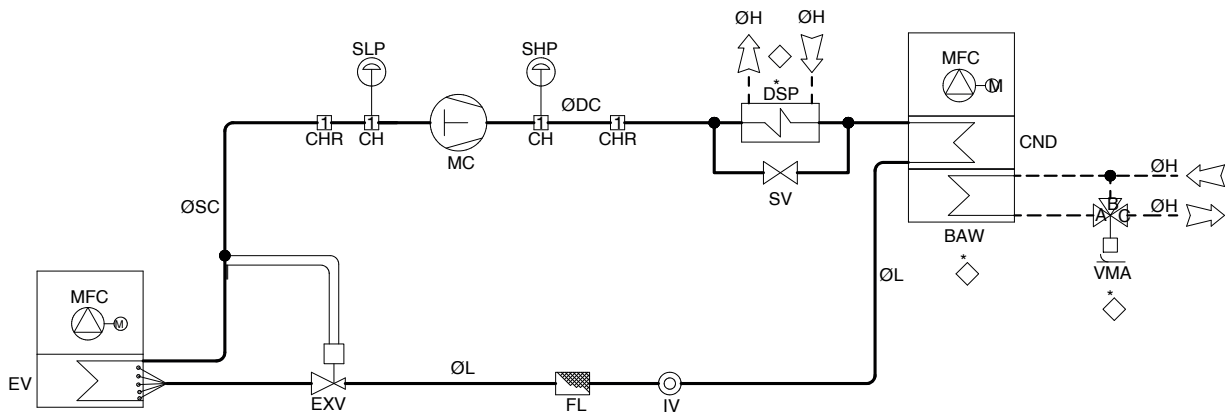 ØH
ØH
SLP
SHP
MFC
M
*
DSP
ØDC
1
1
1
1
CHR
CH
MC
CH
CHR
CND
ØH
SV
ØSC
B
A
C
ØH
BAW
*
VMA
*
ØL
MFC
M
EV
ØL
EXV
FL
IV